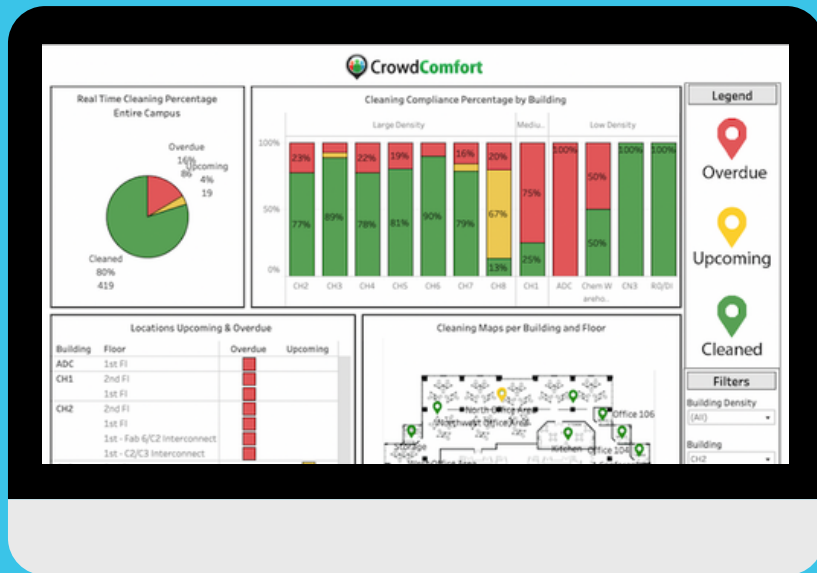 CrowdComfort
Real Time Cleaning Percentage
Entire Campus
Overdue
16%
86
Upcoming
4%
19
Cleaned
80%
419
Cleaning Compliance Percentage by Building
Large Density
Mediu..
Low Density
100%
50%
0%
23%
22%
19%
16%
20%
100%
50%
100%
100%
77%
89%
78%
81%
90%
79%
67%
13%
75%
25%
50%
CH2
CH3
CH4
CH5
CH6
CH7
CH8
CH1
ADC
Chem W
areho..
CN3
RO/DI
Legend
Overdue
Upcoming
Cleaned
Filters
Building Density
(All)
Building
CH2
Locations Upcoming & Overdue
Building Floor Overdue Upcoming
ADC 1st Fl
CH1 2nd Fl
1st Fl
CH2 2nd Fl
1st Fl
1st - Fab 6/C2 Interconnect
1st - C2/C3 Interconnect
Cleaning Maps per Building and Floor
North Office Area
Northwest Office Area
Office 106
Storage
Kitchen
Office 104